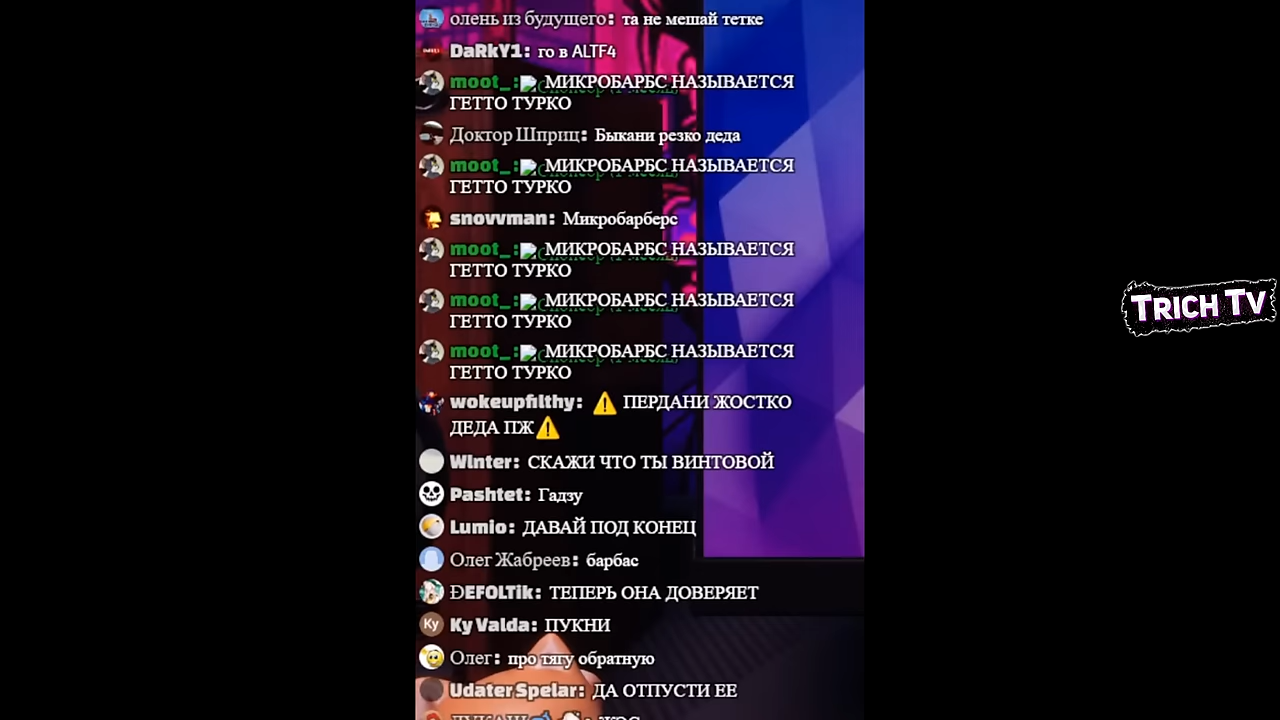 олень из будущего: та не мешай тетке
DaRkY1: го в ALTF4
moot_: МИКРОБАРБС НАЗЫВАЕТСЯ
ГЕТТО ТУРКО
Доктор Шприц: Быкани резко деда
moot_: МИКРОБАРБС НАЗЫВАЕТСЯ
ГЕТТО ТУРКО
snovvman: Микробарберс
moot_: МИКРОБАРБС НАЗЫВАЕТСЯ
ГЕТТО ТУРКО
moot_: МИКРОБАРБС НАЗЫВАЕТСЯ
ГЕТТО ТУРКО
moot_: МИКРОБАРБС НАЗЫВАЕТСЯ
ГЕТТО ТУРКО
TRICH TV
wokeupfilthy: ⚠️ ПЕРДАНИ ЖОСТКО
ДЕДА ПЖ⚠️
Winter: СКАЖИ ЧТО ТЫ ВИНТОВОЙ
Pashtet: Гадзу
Lumio: ДАВАЙ ПОД КОНЕЦ
Олег Жабреев: барбас
ĐEFOLTik: ТЕПЕРЬ ОНА ДОВЕРЯЕТ
Ky Valda: ПУКНИ
Олег: про тягу обратную
Udater Spelar: ДА ОТПУСТИ ЕЕ